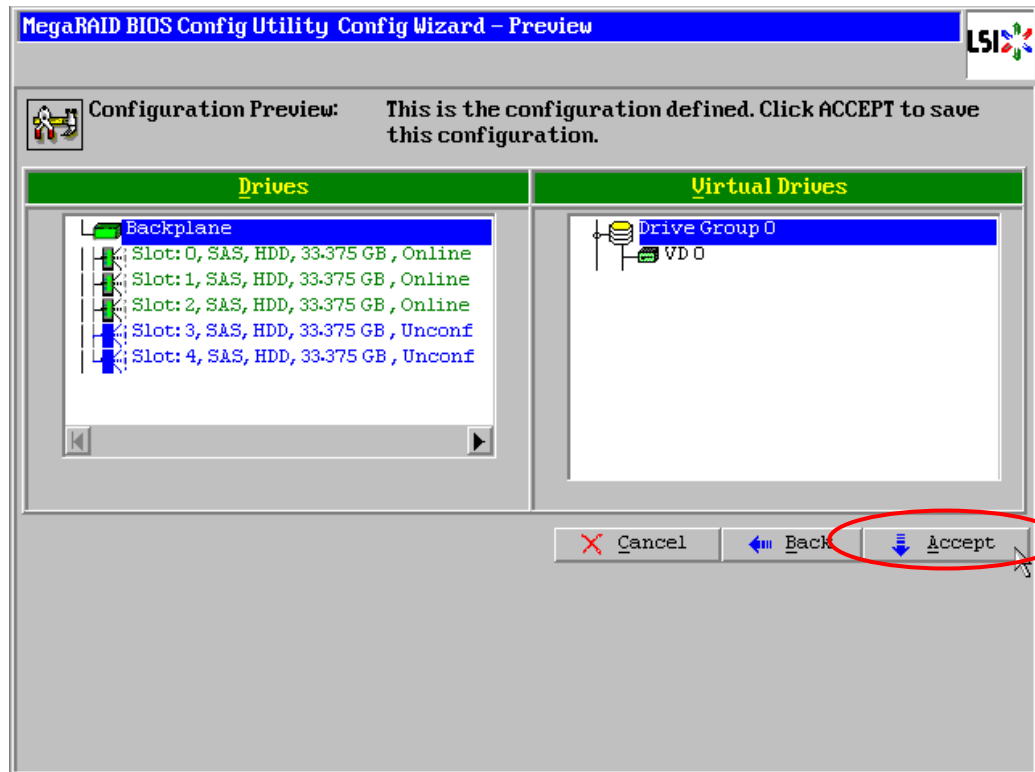 MegaRAID BIOS Config Utility Config Wizard – Preview
LSI
Configuration Preview:
This is the configuration defined. Click ACCEPT to save
this configuration.
Drives
Backplane
Slot: 0, SAS, HDD, 33.375 GB , Online
Slot: 1, SAS, HDD, 33.375 GB , Online
Slot: 2, SAS, HDD, 33.375 GB , Online
Slot: 3, SAS, HDD, 33.375 GB , Unconf
Slot: 4, SAS, HDD, 33.375 GB , Unconf
Virtual Drives
Drive Group 0
VD 0
Cancel
Back
Accept